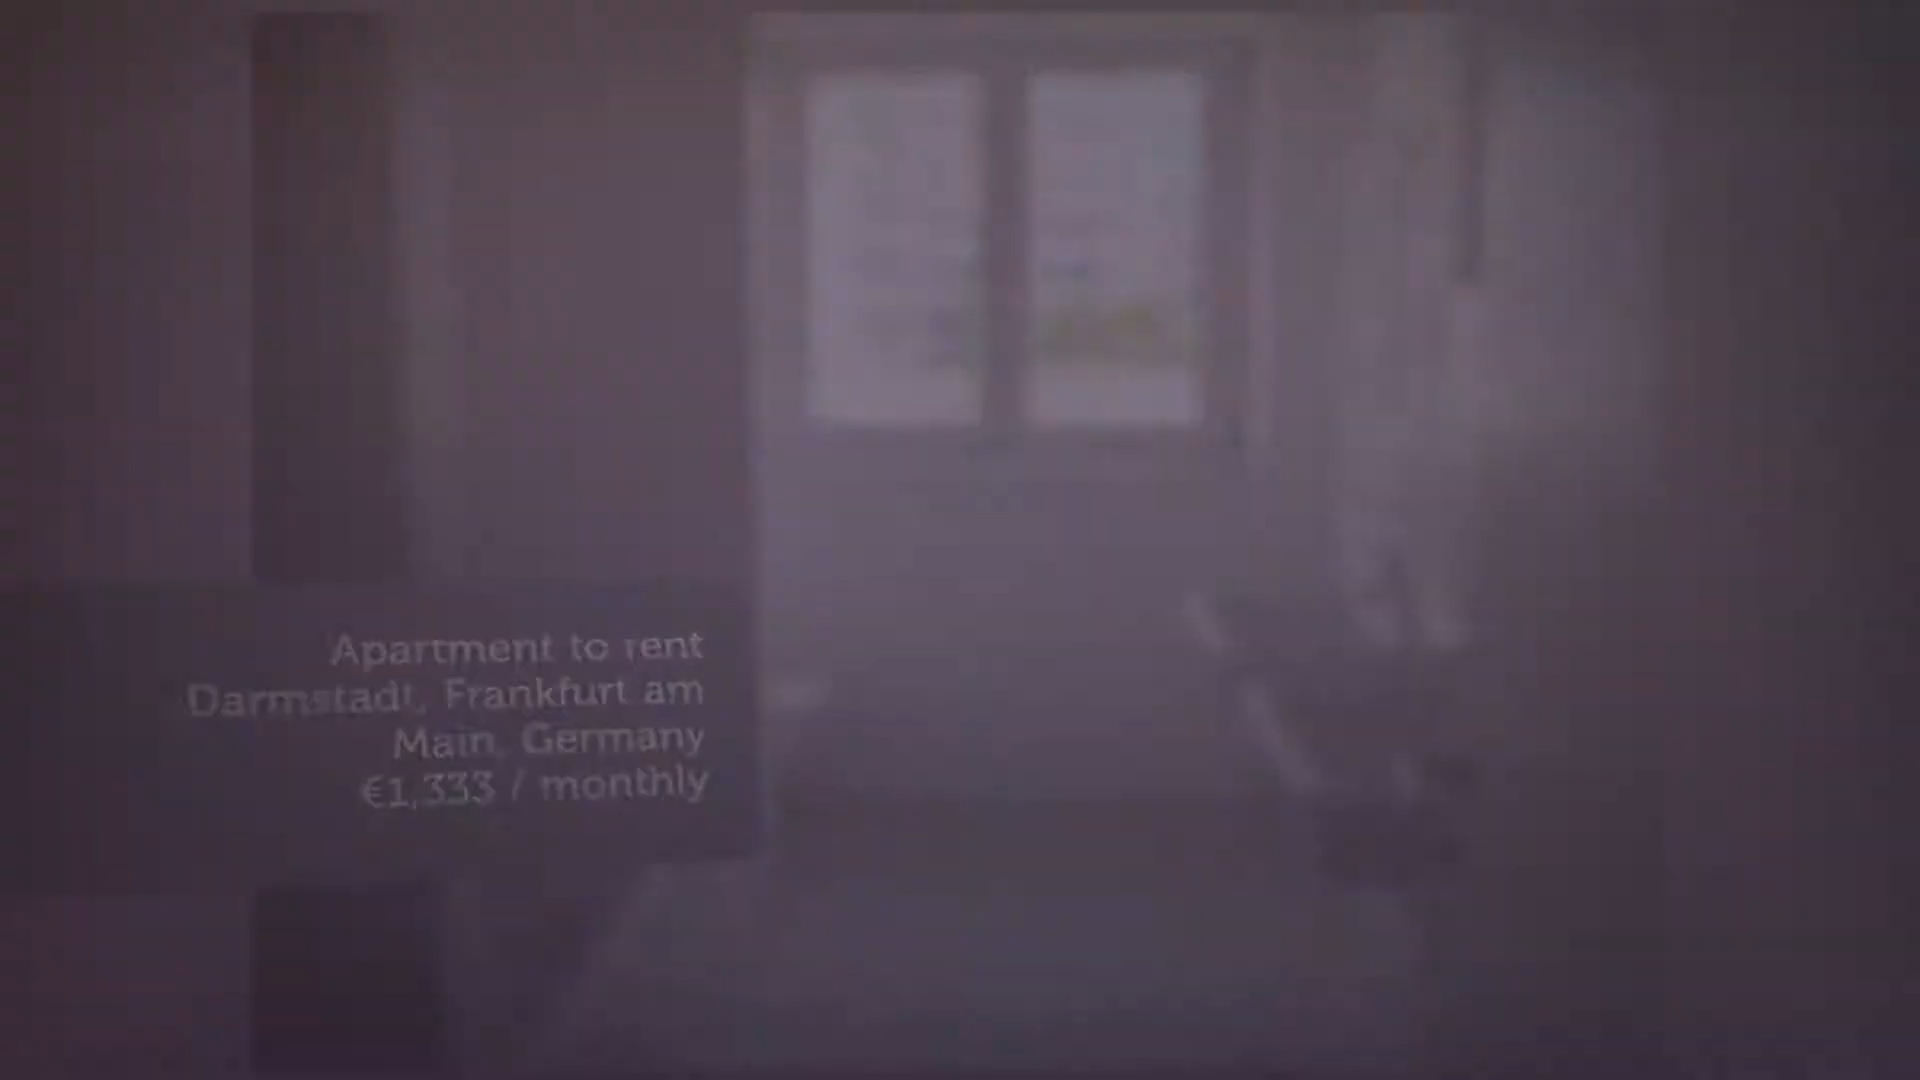 Apartment to rent
Darmstadt, Frankfurt am
Main, Germany
€1,333 / monthly